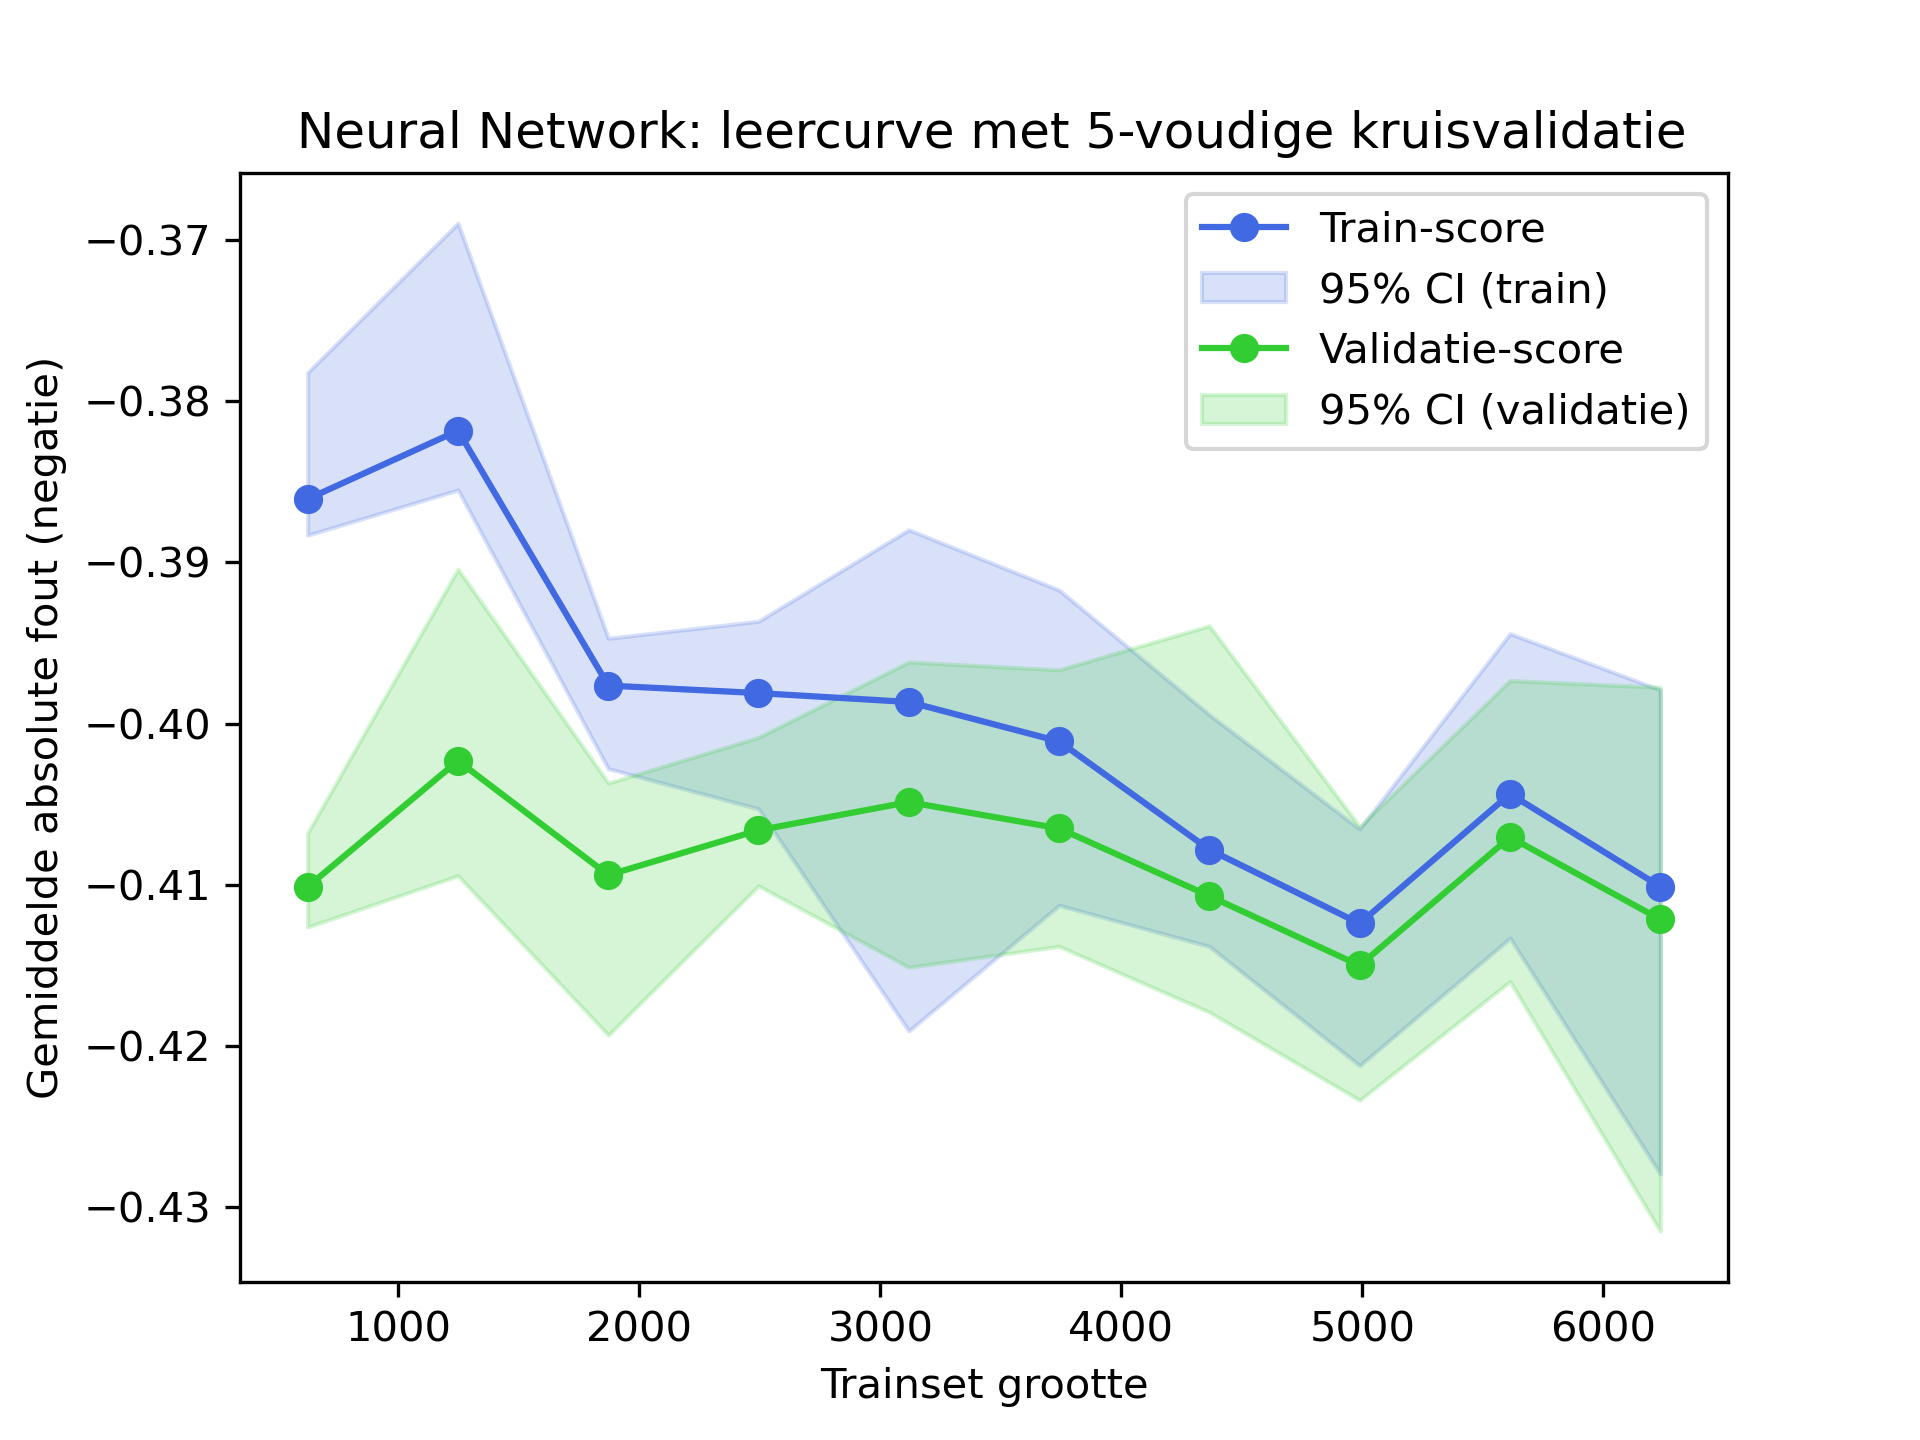 Neural Network: leercurve met 5-voudige kruisvalidatie
Train-score
95% CI (train)
Validatie-score
95% CI (validatie)
Gemiddelde absolute fout (negatie)
−0.37
−0.38
−0.39
−0.40
−0.41
−0.42
−0.43
1000 2000 3000 4000 5000 6000
Trainset grootte